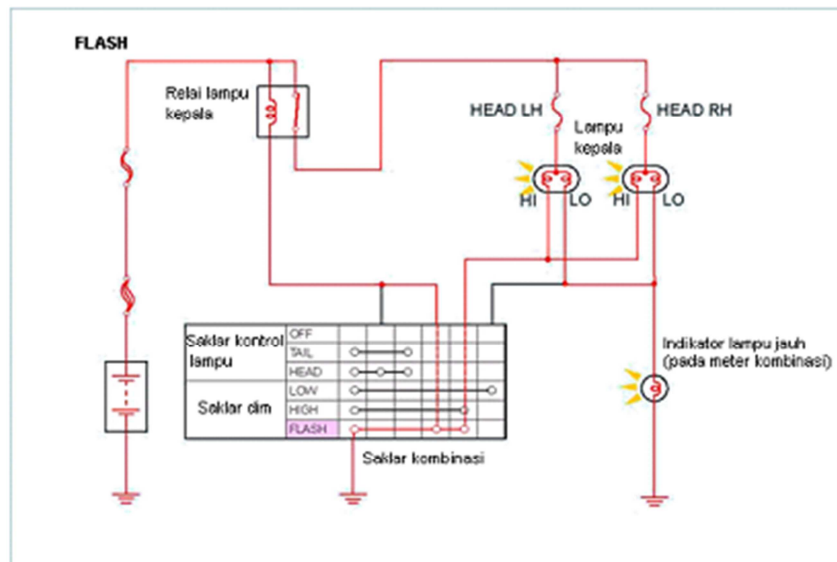 FLASH
Relai lampu
kepala
HEAD LH
HEAD RH
Lampu
kepala
HI
LO
HI
LO
Saklar kontrol
lampu
OFF
TAIL
HEAD
Saklar dim
LOW
HIGH
FLASH
Saklar kombinasi
Indikator lampu jauh
(pada meter kombinasi)